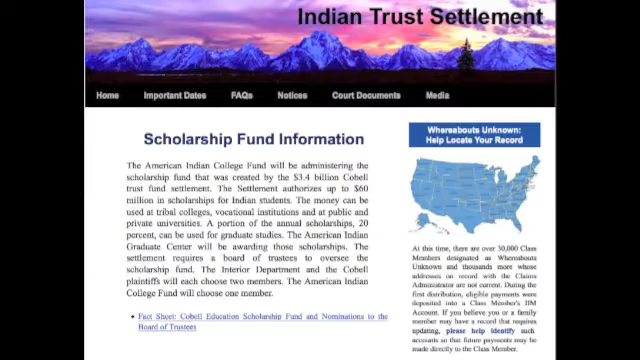 Indian Trust Settlement
Home Important Dates FAQs Notices Court Documents Media
Scholarship Fund Information
The American Indian College Fund will be administering the
scholarship fund that was created by the $3.4 billion Cobell
trust fund settlement. The Settlement authorizes up to $60
million in scholarships for Indian students. The money can be
used at tribal colleges, vocational institutions and at public and
private universities. A portion of the annual scholarships, 20
percent, can be used for graduate studies. The American Indian
Graduate Center will be awarding those scholarships. The
settlement requires a board of trustees to oversee the
scholarship fund. The Interior Department and the Cobell
plaintiffs will each choose two members. The American Indian
College Fund will choose one member.
• Fact Sheet: Cobell Education Scholarship Fund and Nominations to the
Board of Trustees
Whereabouts Unknown:
Help Locate Your Record
At this time, there are over 30,000 Class
Members designated as Whereabouts
Unknown and thousands more whose
addresses on record with the Claims
Administrator are not current. During the
first distribution, eligible payments were
deposited into a Class Member's IIM
Account. If you believe you or a family
member may have a record that requires
updating, please help identify such
accounts so that future payments may be
made directly to the Class Member.